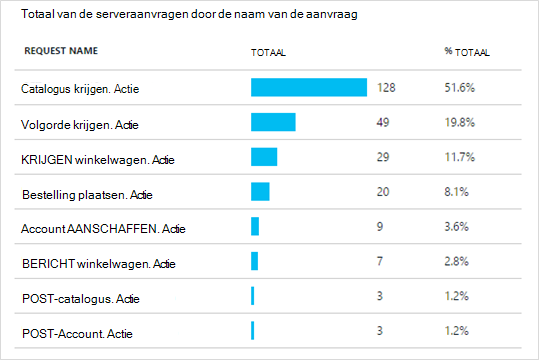 Totaal van de serveraanvragen door de naam van de aanvraag
REQUEST NAME TOTAAL % TOTAAL
Catalogus krijgen. Actie 128 51.6%
Volgorde krijgen. Actie 49 19.8%
KRIJGEN winkelwagen. Actie 29 11.7%
Bestelling plaatsen. Actie 20 8.1%
Account AANSCHAFFEN. Actie 9 3.6%
BERICHT winkelwagen. Actie 7 2.8%
POST-catalogus. Actie 3 1.2%
POST-Account. Actie 3 1.2%